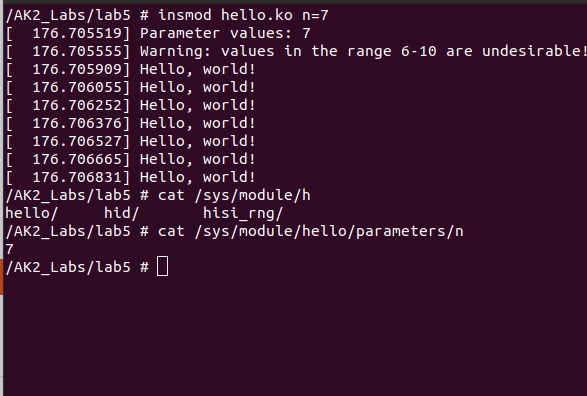 /AK2_Labs/lab5 # insmod hello.ko n=7
[  176.705519] Parameter values: 7
[  176.705555] Warning: values in the range 6-10 are undesirable!
[  176.705909] Hello, world!
[  176.706055] Hello, world!
[  176.706252] Hello, world!
[  176.706376] Hello, world!
[  176.706527] Hello, world!
[  176.706665] Hello, world!
[  176.706831] Hello, world!
/AK2_Labs/lab5 # cat /sys/module/h
hello/     hid/       hisi_rng/
/AK2_Labs/lab5 # cat /sys/module/hello/parameters/n
7
/AK2_Labs/lab5 #